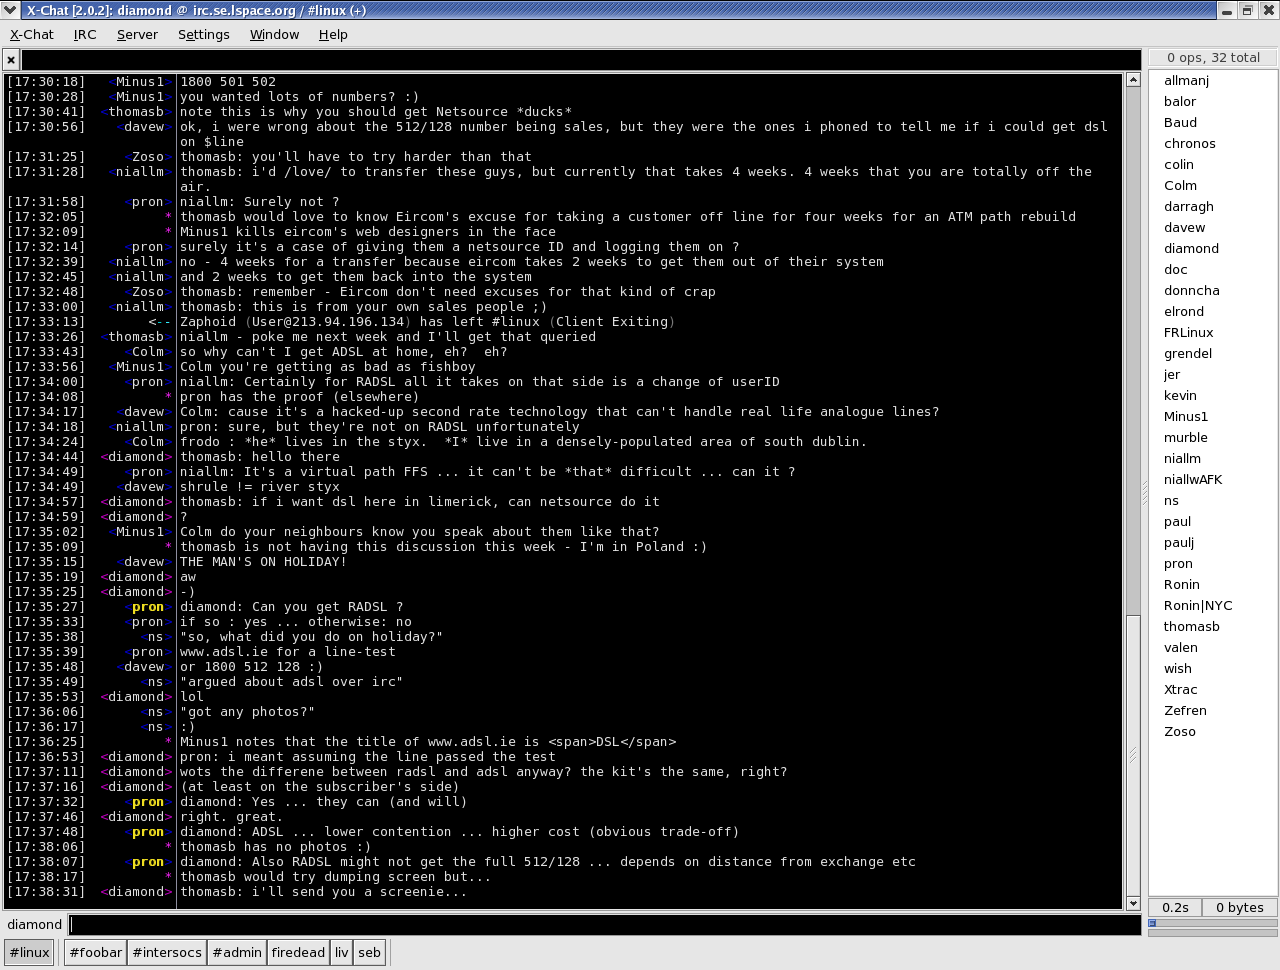 X-Chat [2.0.2]: diamond @ irc.se.lspace.org / #linux (+)
X-Chat IRC Server Settings Window Help
0 ops, 32 total
[17:30:18] <Minus1> 1800 501 502
[17:30:28] <Minus1> you wanted lots of numbers? :)
[17:30:41] <thomasb> note this is why you should get Netsource *ducks*
[17:30:56] <davew> ok, i were wrong about the 512/128 number being sales, but they were the ones i phoned to tell me if i could get dsl
on $line
[17:31:25] <Zoso> thomasb: you'll have to try harder than that
[17:31:28] <niallm> thomasb: i'd /love/ to transfer these guys, but currently that takes 4 weeks. 4 weeks that you are totally off the
air.
[17:31:58] <pron> niallm: Surely not ?
[17:32:05] * thomasb would love to know Eircom's excuse for taking a customer off line for four weeks for an ATM path rebuild
[17:32:09] * Minus1 kills eircom's web designers in the face
[17:32:14] <pron> surely it's a case of giving them a netsource ID and logging them on ?
[17:32:39] <niallm> no - 4 weeks for a transfer because eircom takes 2 weeks to get them out of their system
[17:32:45] <niallm> and 2 weeks to get them back into the system
[17:32:48] <Zoso> thomasb: remember - Eircom don't need excuses for that kind of crap
[17:33:00] <niallm> thomasb: this is from your own sales people ;)
[17:33:13] <-- Zaphoid (User@213.94.196.134) has left #linux (Client Exiting)
[17:33:26] <thomasb> niallm - poke me next week and I'll get that queried
[17:33:43] <Colm> so why can't I get ADSL at home, eh?  eh?
[17:33:56] <Minus1> Colm you're getting as bad as fishboy
[17:34:00] <pron> niallm: Certainly for RADSL all it takes on that side is a change of userID
[17:34:08] * pron has the proof (elsewhere)
[17:34:17] <davew> Colm: cause it's a hacked-up second rate technology that can't handle real life analogue lines?
[17:34:18] <niallm> pron: sure, but they're not on RADSL unfortunately
[17:34:24] <Colm> frodo : *he* lives in the styx.  *I* live in a densely-populated area of south dublin.
[17:34:44] <diamond> thomasb: hello there
[17:34:49] <pron> niallm: It's a virtual path FFS ... it can't be *that* difficult ... can it ?
[17:34:49] <davew> shrule != river styx
[17:34:57] <diamond> thomasb: if i want dsl here in limerick, can netsource do it
[17:34:59] <diamond> ?
[17:35:02] <Minus1> Colm do your neighbours know you speak about them like that?
[17:35:09] * thomasb is not having this discussion this week - I'm in Poland :)
[17:35:15] <davew> THE MAN'S ON HOLIDAY!
[17:35:19] <diamond> aw
[17:35:25] <diamond> -)
[17:35:27] <pron> diamond: Can you get RADSL ?
[17:35:33] <pron> if so : yes ... otherwise: no
[17:35:38] <ns> "so, what did you do on holiday?"
[17:35:39] <pron> www.adsl.ie for a line-test
[17:35:48] <davew> or 1800 512 128 :)
[17:35:49] <ns> "argued about adsl over irc"
[17:35:53] <diamond> lol
[17:36:06] <ns> "got any photos?"
[17:36:17] <ns> :)
[17:36:25] * Minus1 notes that the title of www.adsl.ie is <span>DSL</span>
[17:36:53] <diamond> pron: i meant assuming the line passed the test
[17:37:11] <diamond> wots the differene between radsl and adsl anyway? the kit's the same, right?
[17:37:16] <diamond> (at least on the subscriber's side)
[17:37:32] <pron> diamond: Yes ... they can (and will)
[17:37:46] <diamond> right. great.
[17:37:48] <pron> diamond: ADSL ... lower contention ... higher cost (obvious trade-off)
[17:38:06] * thomasb has no photos :)
[17:38:07] <pron> diamond: Also RADSL might not get the full 512/128 ... depends on distance from exchange etc
[17:38:17] * thomasb would try dumping screen but...
[17:38:31] <diamond> thomasb: i'll send you a screenie...
allmanj
balor
Baud
chronos
colin
Colm
darragh
davew
diamond
doc
donncha
elrond
FRLinux
grendel
jer
kevin
Minus1
murble
niallm
niallwAFK
ns
paul
paulj
pron
Ronin
Ronin|NYC
thomasb
valen
wish
Xtrac
Zefren
Zoso
0.2s 0 bytes
diamond
#linux #foobar #intersocs #admin firedead liv seb